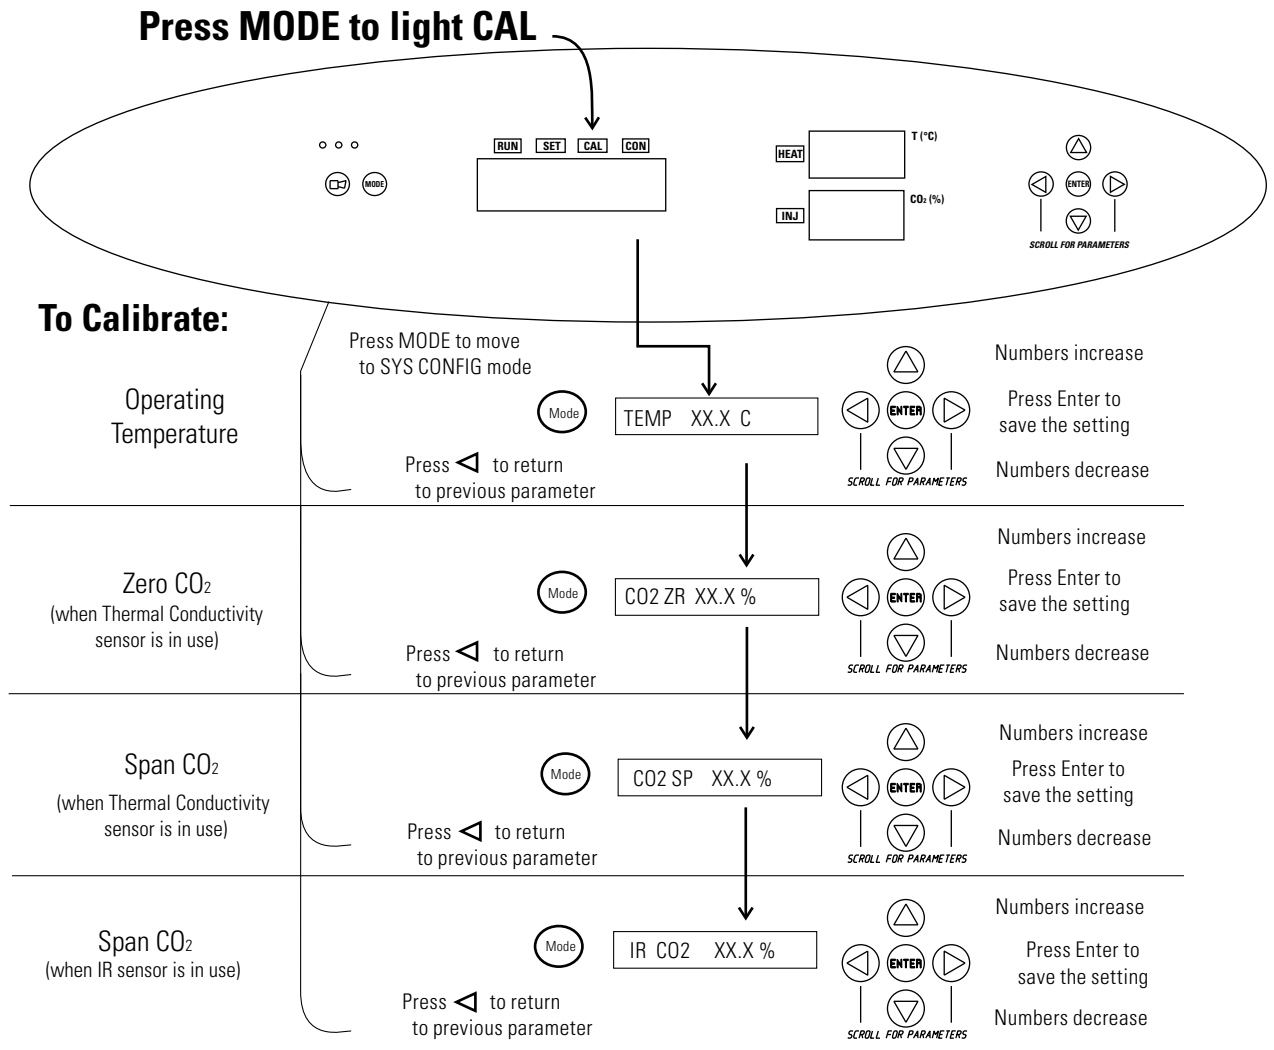 Press MODE to light CAL
RUN SET CAL CON
MODE
HEAT
T (°C)
INJ
CO2 (%)
ENTER
SCROLL FOR PARAMETERS
To Calibrate:
Operating
Temperature
Press MODE to move
to SYS CONFIG mode
Mode
TEMP XX.X C
Press to return
to previous parameter
ENTER
SCROLL FOR PARAMETERS
Numbers increase
Press Enter to
save the setting
Numbers decrease
Zero CO2
(when Thermal Conductivity
sensor is in use)
Mode
CO2 ZR XX.X %
Press to return
to previous parameter
ENTER
SCROLL FOR PARAMETERS
Numbers increase
Press Enter to
save the setting
Numbers decrease
Span CO2
(when Thermal Conductivity
sensor is in use)
Mode
CO2 SP XX.X %
Press to return
to previous parameter
ENTER
SCROLL FOR PARAMETERS
Numbers increase
Press Enter to
save the setting
Numbers decrease
Span CO2
(when IR sensor is in use)
Mode
IR CO2 XX.X %
Press to return
to previous parameter
ENTER
SCROLL FOR PARAMETERS
Numbers increase
Press Enter to
save the setting
Numbers decrease